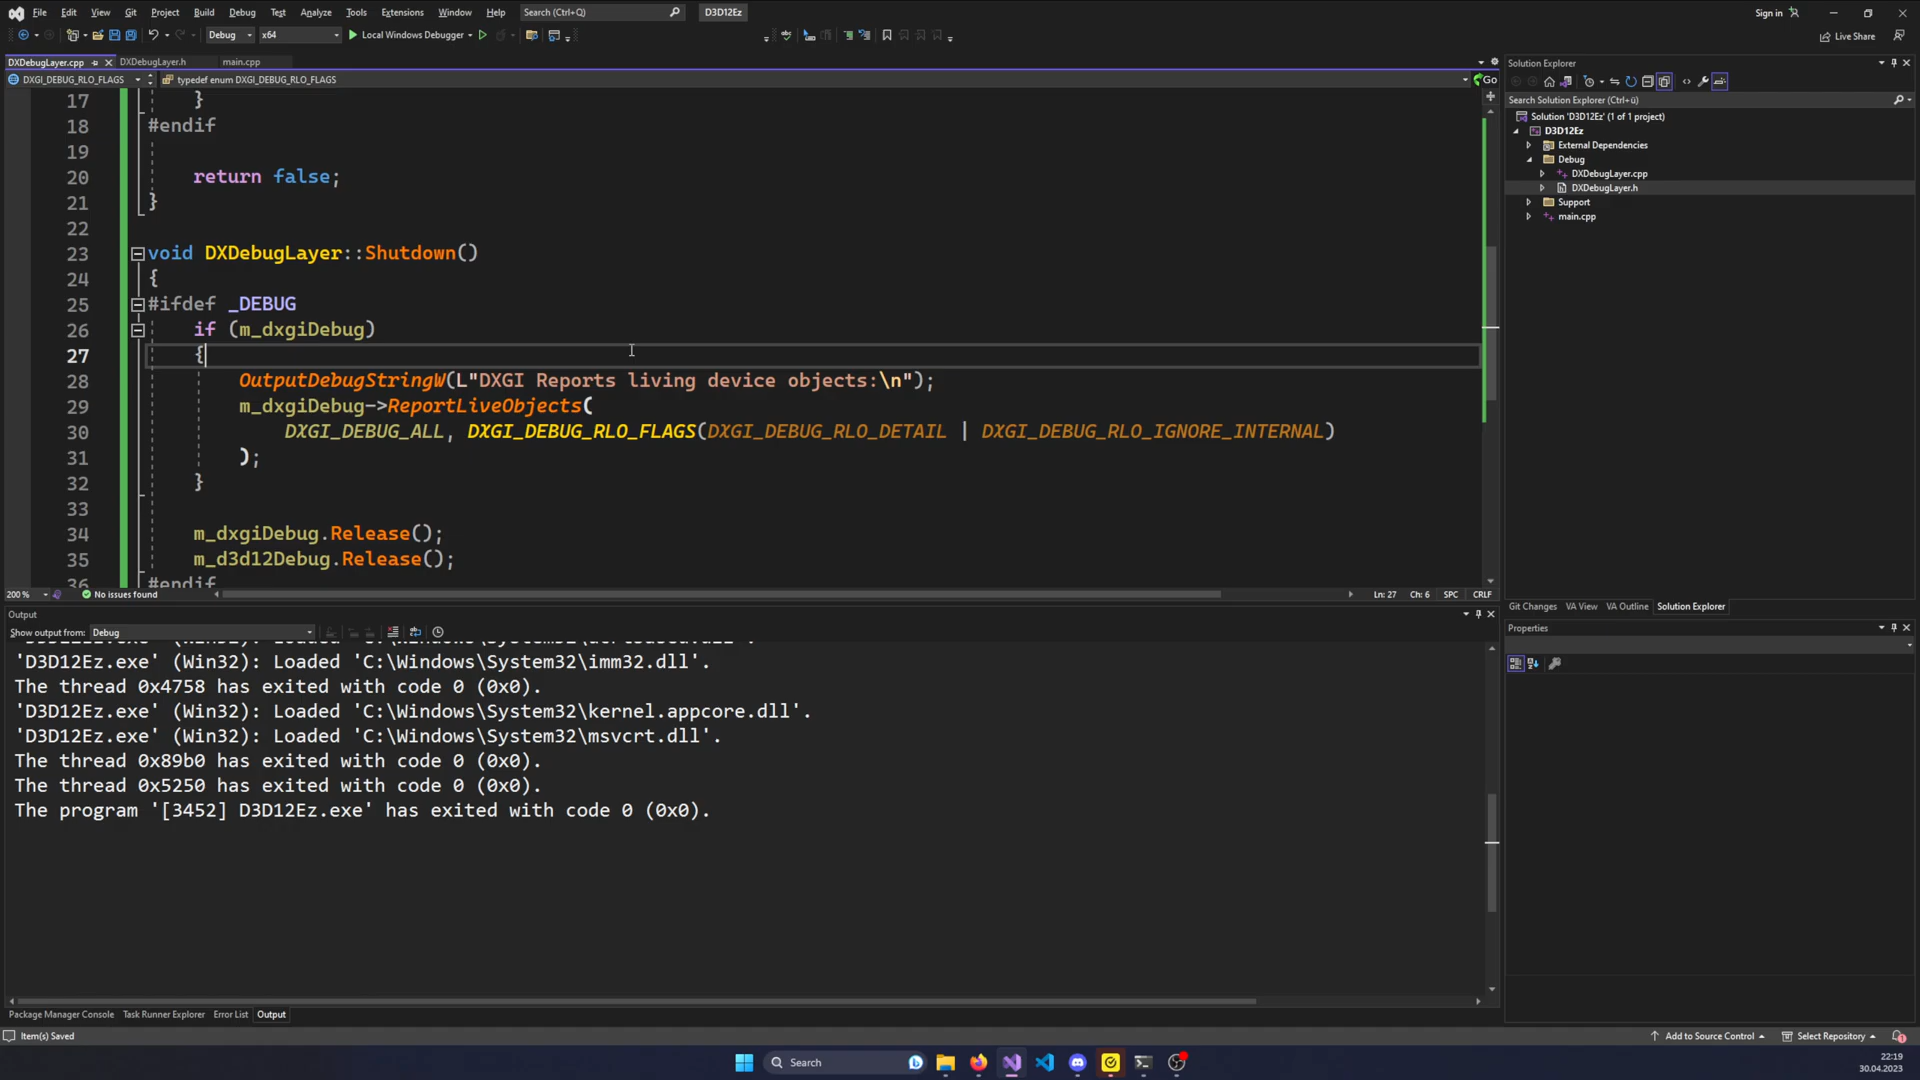 File Edit View Git Project Build Debug Test Analyze Tools Extensions Window Help Search (Ctrl+Q) D3D12Ez Sign in
Debug x64 Local Windows Debugger Live Share
DXDebugLayer.cpp DXDebugLayer.h main.cpp
DXGI_DEBUG_RLO_FLAGS typedef enum DXGI_DEBUG_RLO_FLAGS Go
17 }
18 #endif
19
20 return false;
21 }
22
23 void DXDebugLayer::Shutdown()
24 {
25 #ifdef _DEBUG
26 if (m_dxgiDebug)
27 {
28 OutputDebugStringW(L"DXGI Reports living device objects:\n");
29 m_dxgiDebug->ReportLiveObjects(
30 DXGI_DEBUG_ALL, DXGI_DEBUG_RLO_FLAGS(DXGI_DEBUG_RLO_DETAIL | DXGI_DEBUG_RLO_IGNORE_INTERNAL)
31 );
32 }
33
34 m_dxgiDebug.Release();
35 m_d3d12Debug.Release();
36 #endif
200 % No issues found Ln: 27 Ch: 6 SPC CRLF
Output
Show output from: Debug
'D3D12Ez.exe' (Win32): Loaded 'C:\Windows\System32\imm32.dll'.
The thread 0x4758 has exited with code 0 (0x0).
'D3D12Ez.exe' (Win32): Loaded 'C:\Windows\System32\kernel.appcore.dll'.
'D3D12Ez.exe' (Win32): Loaded 'C:\Windows\System32\msvcrt.dll'.
The thread 0x89b0 has exited with code 0 (0x0).
The thread 0x5250 has exited with code 0 (0x0).
The program '[3452] D3D12Ez.exe' has exited with code 0 (0x0).
Package Manager Console Task Runner Explorer Error List Output
Solution Explorer
Search Solution Explorer (Ctrl+ü)
Solution 'D3D12Ez' (1 of 1 project)
D3D12Ez
External Dependencies
Debug
DXDebugLayer.cpp
DXDebugLayer.h
Support
main.cpp
Git Changes VA View VA Outline Solution Explorer
Properties
Item(s) Saved Add to Source Control Select Repository
Search
22:19
30.04.2023